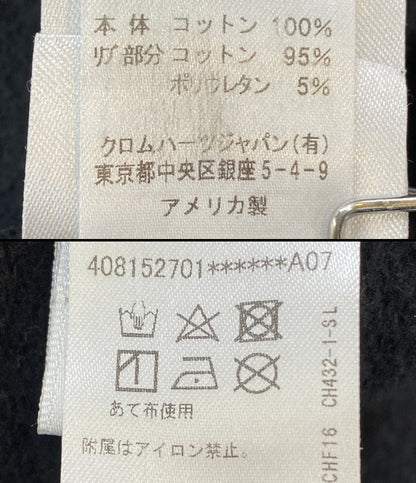 本体 コットン 100%
リブ部分 コットン 95%
ポリウレタン 5%
クロムハーツジャパン(有)
東京都中央区銀座5-4-9
アメリカ製
408152701******A07
あて布使用
附属はアイロン禁止。
CHF16 CH432-1-SL